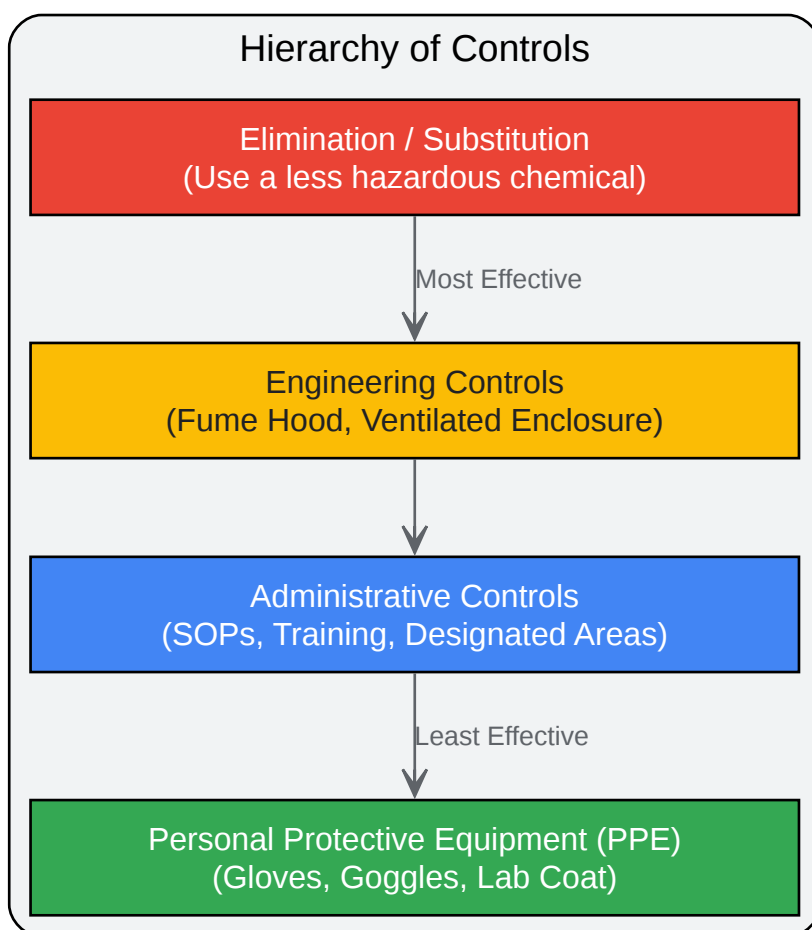 Hierarchy of Controls
Elimination / Substitution
(Use a less hazardous chemical)
Most Effective
Engineering Controls
(Fume Hood, Ventilated Enclosure)
Administrative Controls
(SOPs, Training, Designated Areas)
Least Effective
Personal Protective Equipment (PPE)
(Gloves, Goggles, Lab Coat)